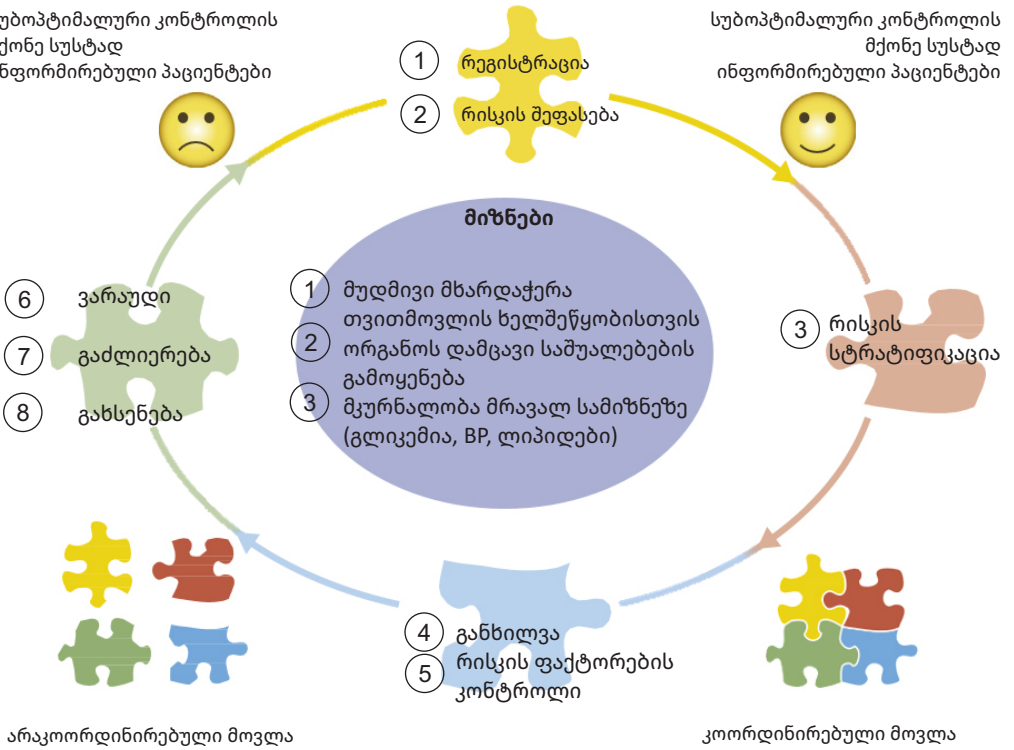 უბოპტიმალური კონტროლის
ქონე სუსტად
ნფორმირებული პაციენტები
სუბოპტიმალური კონტროლის
მქონე სუსტად
ინფორმირებული პაციენტები
1 რეგისტრაცია
2 რისკის შეფასება
მიზნები
1 მუდმივი მხარდაჭერა
თვითმოვლის ხელშეწყობისთვის
2 ორგანოს დამცავი საშუალებების
გამოყენება
3 მკურნალობა მრავალ სამიზნეზე
(გლიკემია, BP, ლიპიდები)
3 რისკის
სტრატიფიკაცია
6 ვარაუდი
7 გაძლიერება
8 გახსენება
4 განხილვა
5 რისკის ფაქტორების
კონტროლი
არაკოორდინირებული მოვლა
კოორდინირებული მოვლა